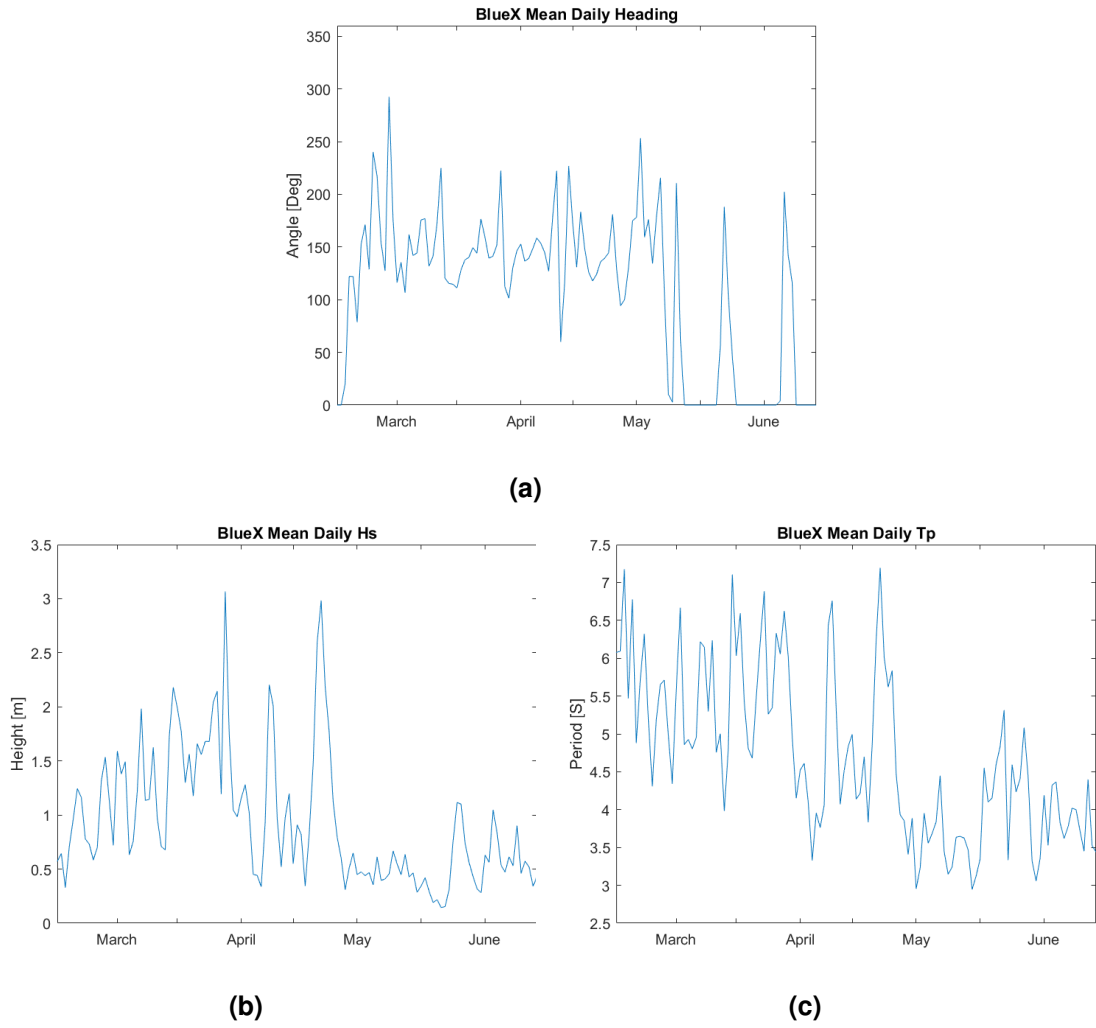 BlueX Mean Daily Heading
350
300
250
200
150
100
50
0
Angle [Deg]
March April May June
(a)
BlueX Mean Daily Hs
3.5
3
2.5
2
1.5
1
0.5
0
Height [m]
March April May June
(b)
BlueX Mean Daily Tp
7.5
7
6.5
6
5.5
5
4.5
4
3.5
3
2.5
Period [S]
March April May June
(c)